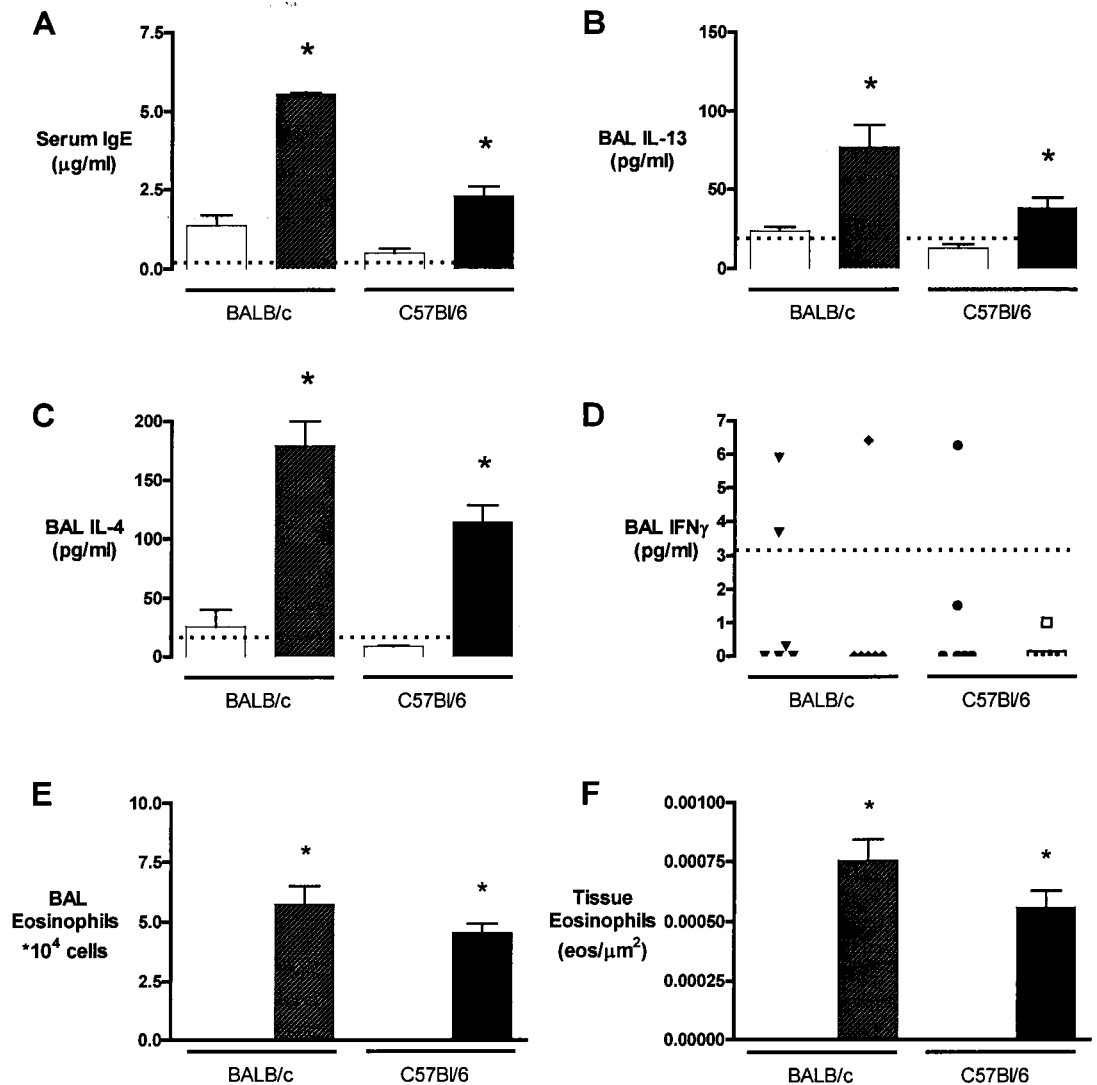 A
7.5
5.0
2.5
0.0
Serum IgE
(μg/ml)
*
*
BALB/c
C57Bl/6
B
150
100
50
0
BAL IL-13
(pg/ml)
*
*
BALB/c
C57Bl/6
C
200
150
100
50
0
BAL IL-4
(pg/ml)
*
*
BALB/c
C57Bl/6
D
7
6
5
4
3
2
1
0
BAL IFNγ
(pg/ml)
BALB/c
C57Bl/6
E
10.0
7.5
5.0
2.5
0.0
BAL
Eosinophils
*10⁴ cells
*
*
BALB/c
C57Bl/6
F
0.00100
0.00075
0.00050
0.00025
0.00000
Tissue
Eosinophils
(eos/μm²)
*
*
BALB/c
C57Bl/6